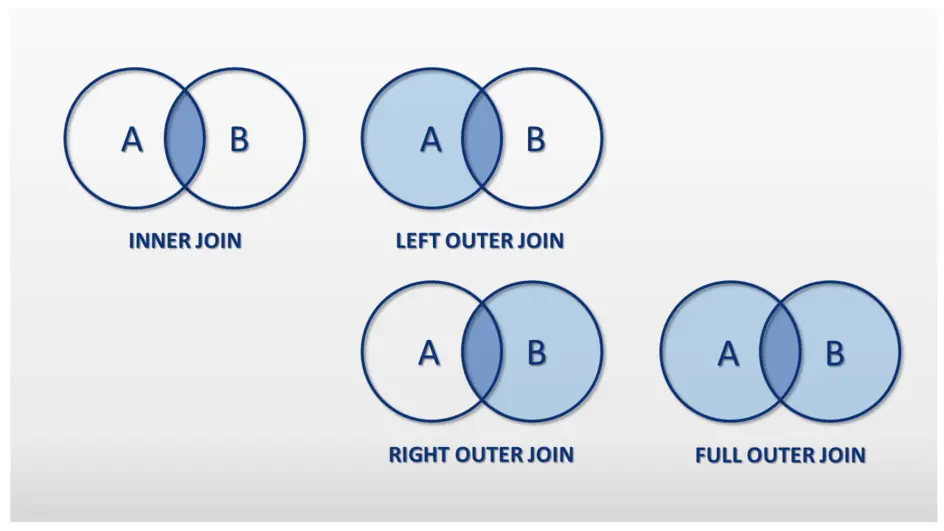 A B
A B
INNER JOIN
LEFT OUTER JOIN
A B
A B
RIGHT OUTER JOIN
FULL OUTER JOIN